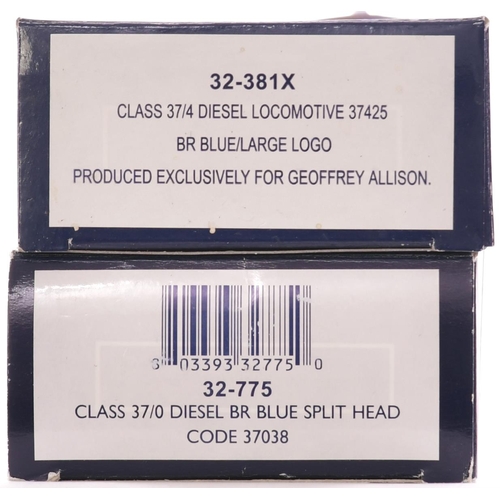 32-381X
CLASS 37/4 DIESEL LOCOMOTIVE 37425
BR BLUE/LARGE LOGO
PRODUCED EXCLUSIVELY FOR GEOFFREY ALLISON.
6 03393 32775 0
32-775
CLASS 37/0 DIESEL BR BLUE SPLIT HEAD
CODE 37038